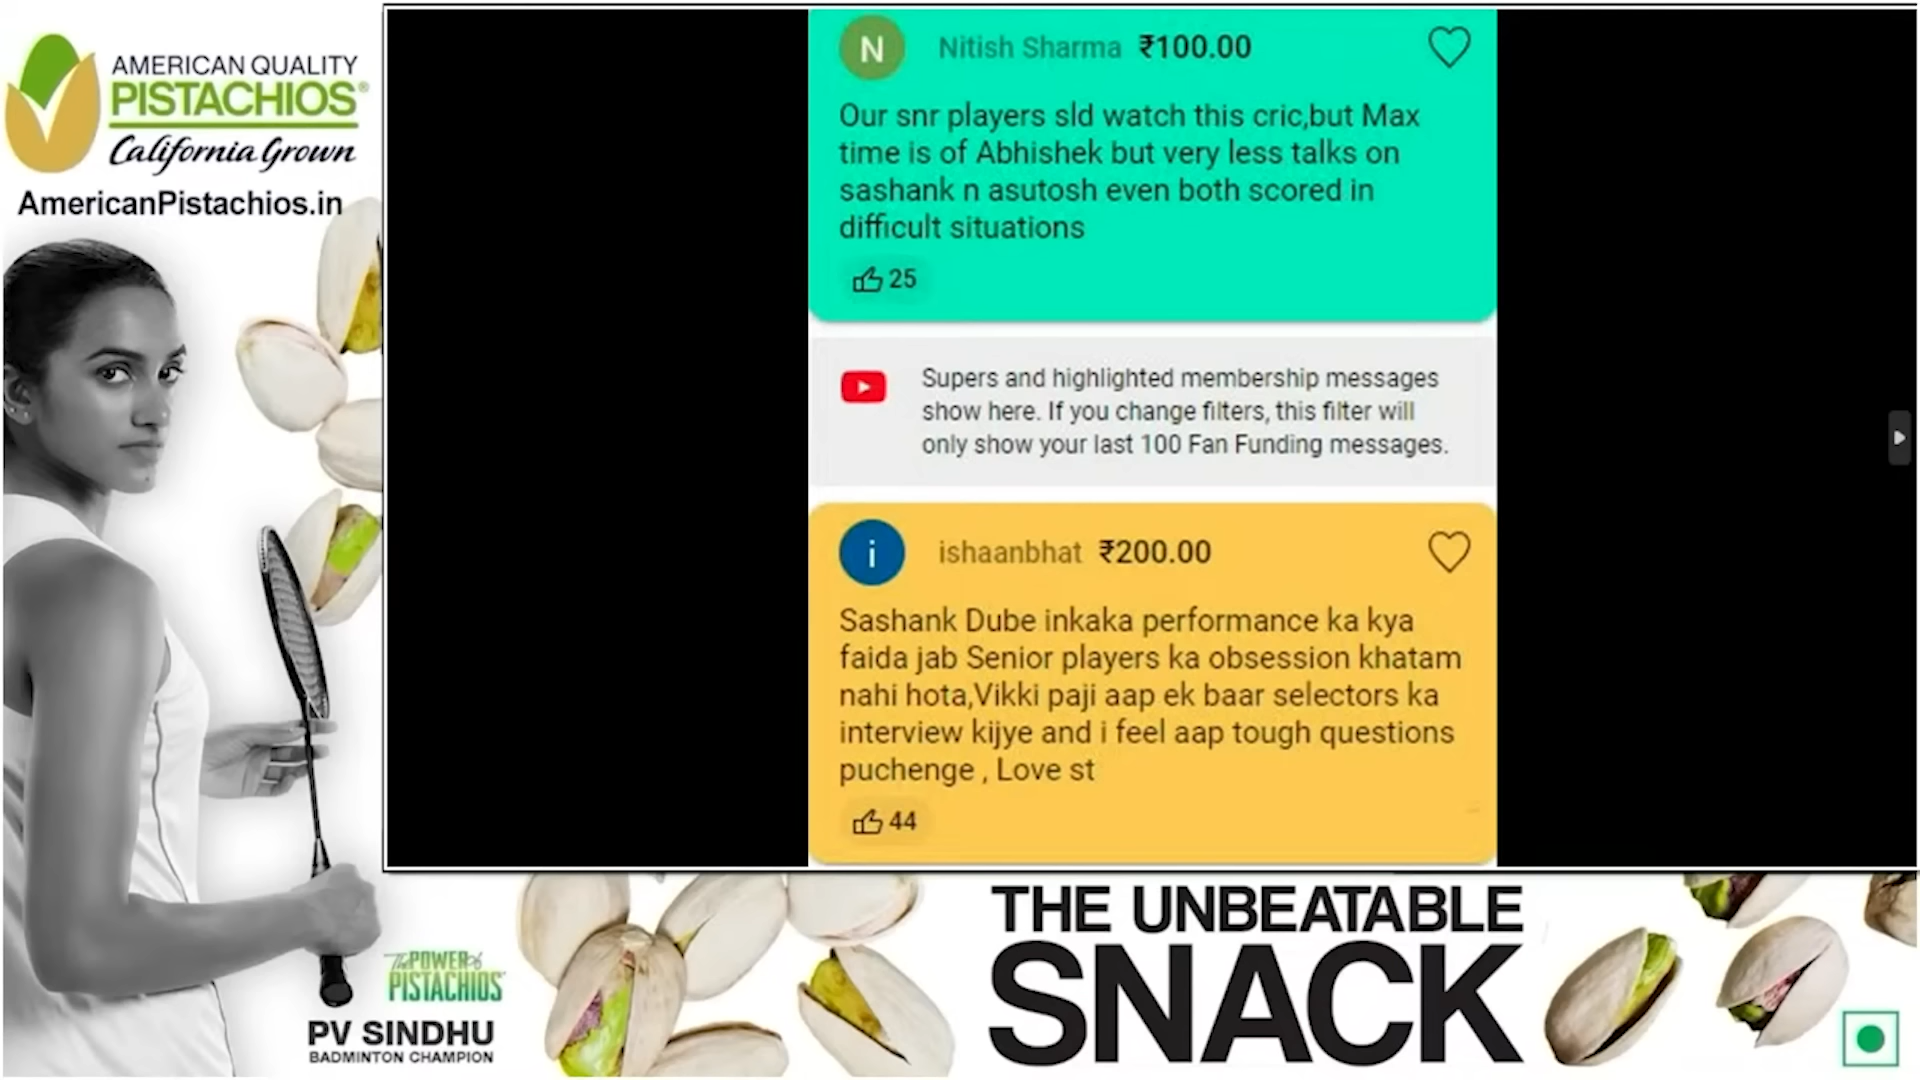 AMERICAN QUALITY
PISTACHIOS®
California Grown
AmericanPistachios.in
N
Nitish Sharma ₹100.00
Our snr players sld watch this cric,but Max
time is of Abhishek but very less talks on
sashank n asutosh even both scored in
difficult situations
25
Supers and highlighted membership messages
show here. If you change filters, this filter will
only show your last 100 Fan Funding messages.
i
ishaanbhat ₹200.00
Sashank Dube inkaka performance ka kya
faida jab Senior players ka obsession khatam
nahi hota,Vikki paji aap ek baar selectors ka
interview kijye and i feel aap tough questions
puchenge , Love st
44
The POWER of
PISTACHIOS
PV SINDHU
BADMINTON CHAMPION
THE UNBEATABLE
SNACK